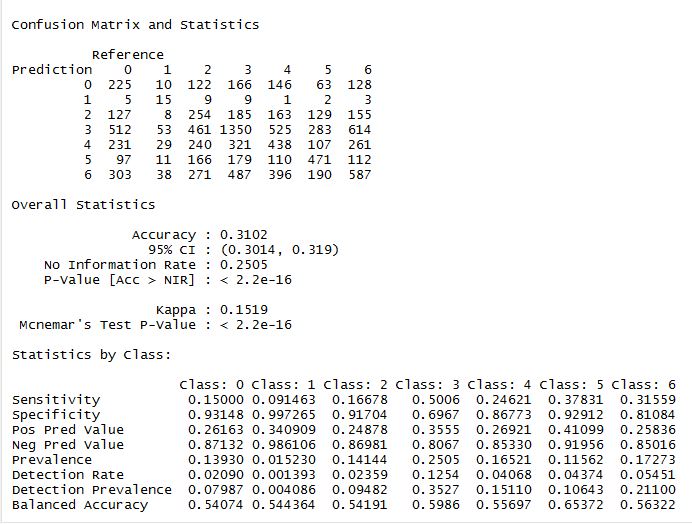 Confusion Matrix and Statistics
Reference
Prediction 0 1 2 3 4 5 6
0 225 10 122 166 146 63 128
1 5 15 9 9 1 2 3
2 127 8 254 185 163 129 155
3 512 53 461 1350 525 283 614
4 231 29 240 321 438 107 261
5 97 11 166 179 110 471 112
6 303 38 271 487 396 190 587
Overall Statistics
Accuracy : 0.3102
95% CI : (0.3014, 0.319)
No Information Rate : 0.2505
P-Value [Acc > NIR] : < 2.2e-16
Kappa : 0.1519
Mcnemar's Test P-Value : < 2.2e-16
Statistics by Class:
Class: 0 Class: 1 Class: 2 Class: 3 Class: 4 Class: 5 Class: 6
Sensitivity 0.15000 0.091463 0.16678 0.5006 0.24621 0.37831 0.31559
Specificity 0.93148 0.997265 0.91704 0.6967 0.86773 0.92912 0.81084
Pos Pred Value 0.26163 0.340909 0.24878 0.3555 0.26921 0.41099 0.25836
Neg Pred Value 0.87132 0.986106 0.86981 0.8067 0.85330 0.91956 0.85016
Prevalence 0.13930 0.015230 0.14144 0.2505 0.16521 0.11562 0.17273
Detection Rate 0.02090 0.001393 0.02359 0.1254 0.04068 0.04374 0.05451
Detection Prevalence 0.07987 0.004086 0.09482 0.3527 0.15110 0.10643 0.21100
Balanced Accuracy 0.54074 0.544364 0.54191 0.5986 0.55697 0.65372 0.56322